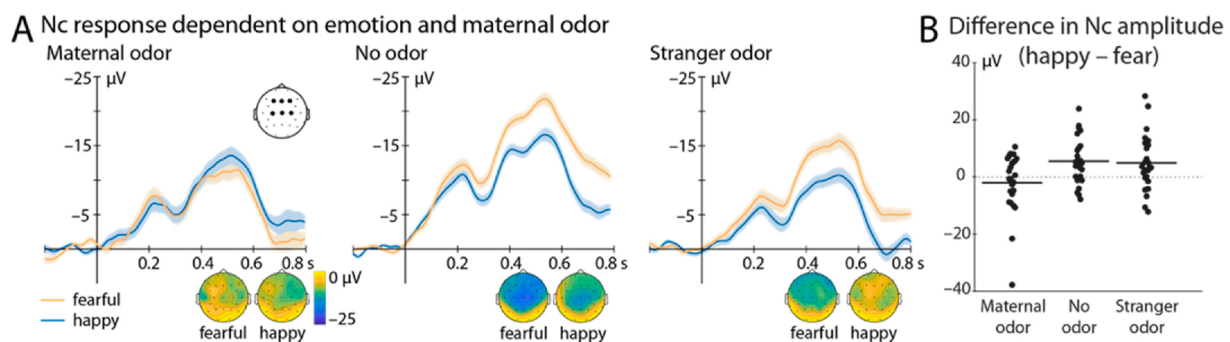 A Nc response dependent on emotion and maternal odor
Maternal odor
−25 μV
−15
−5
0.2 0.4 0.6 0.8 s
No odor
−25 μV
−15
−5
0.2 0.4 0.6 0.8 s
Stranger odor
−25 μV
−15
−5
0.2 0.4 0.6 0.8 s
fearful
happy
fearful happy
0 μV
−25
fearful happy
fearful happy
B Difference in Nc amplitude
(happy – fear)
40 μV
20
0
−20
−40
Maternal
odor
No
odor
Stranger
odor